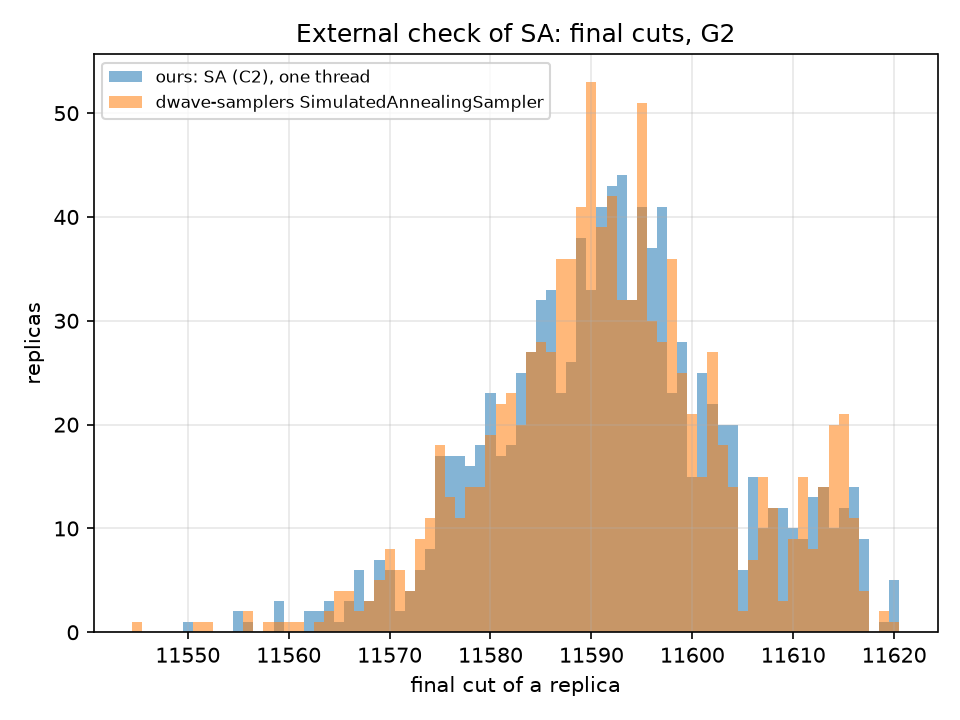 External check of SA: final cuts, G2
ours: SA (C2), one thread
dwave-samplers SimulatedAnnealingSampler
50
40
30
20
10
0
replicas
11550 11560 11570 11580 11590 11600 11610 11620
final cut of a replica